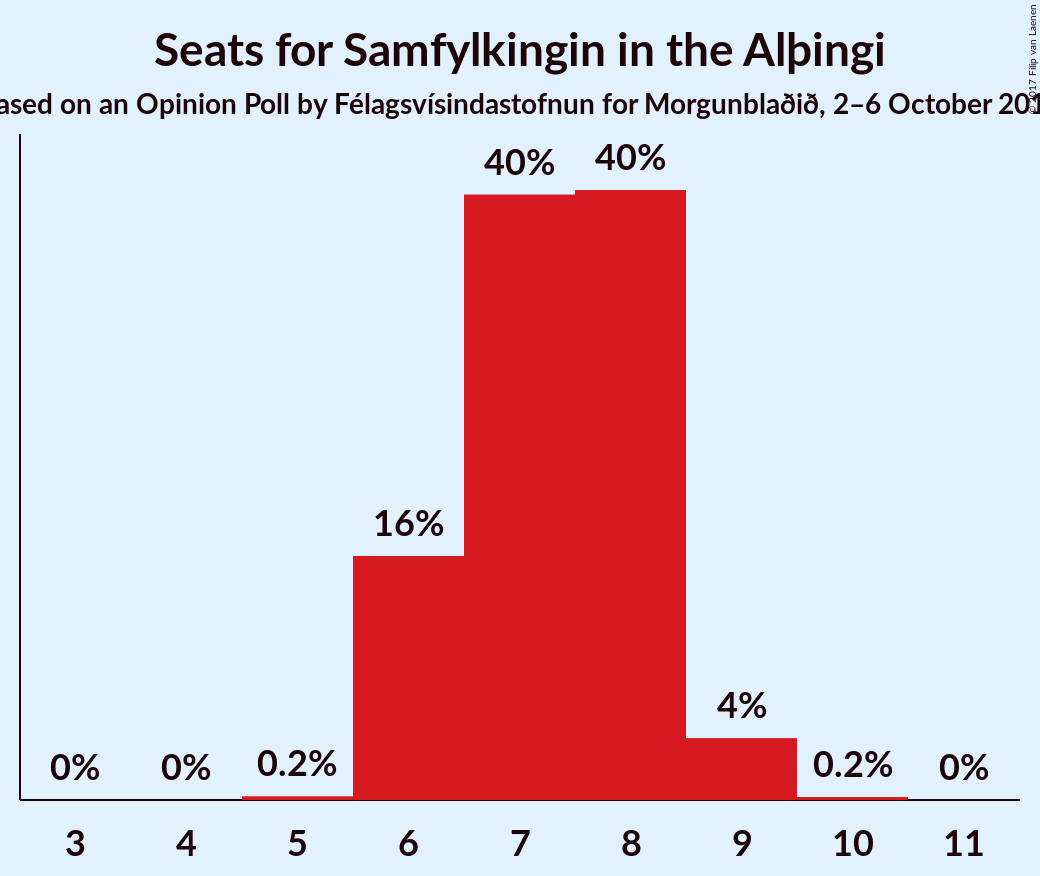 Seats for Samfylkingin in the Alþingi
ased on an Opinion Poll by Félagsvísindastofnun for Morgunblaðið, 2–6 October 201
© 2017 Filip van Laenen
40%
40%
16%
4%
0%
0%
0.2%
0.2%
0%
3 4 5 6 7 8 9 10 11